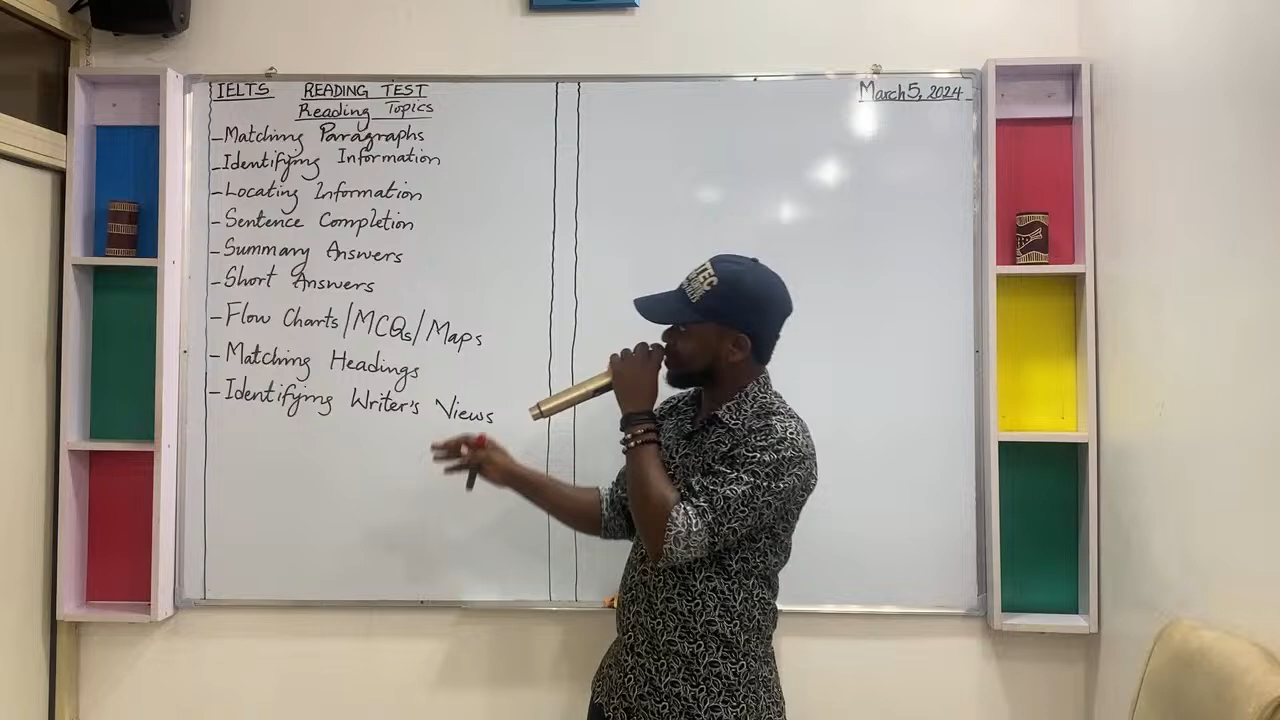 IELTS READING TEST
Reading Topics
- Matching Paragraphs
- Identifying Information
- Locating Information
- Sentence Completion
- Summary Answers
- Short Answers
- Flow Charts/MCQs/Maps
- Matching Headings
- Identifying Writer's Views
March 5, 2024